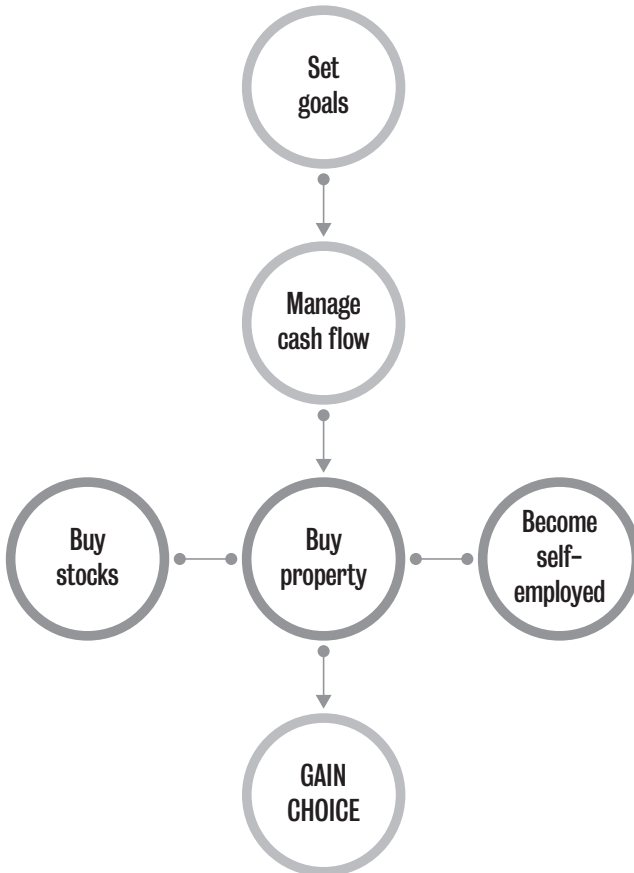 Set
goals
Manage
cash flow
Buy
stocks
Buy
property
Become
self-
employed
GAIN
CHOICE